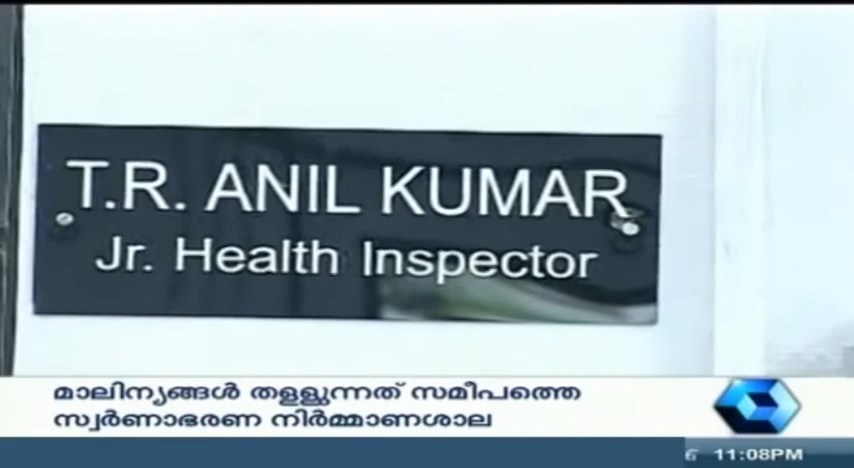 T.R. ANIL KUMAR
Jr. Health Inspector
മാലിന്യങ്ങൾ തള്ളുന്നത് സമീപത്തെ
സ്വർണാഭരണ നിർമ്മാണശാല
11:08PM